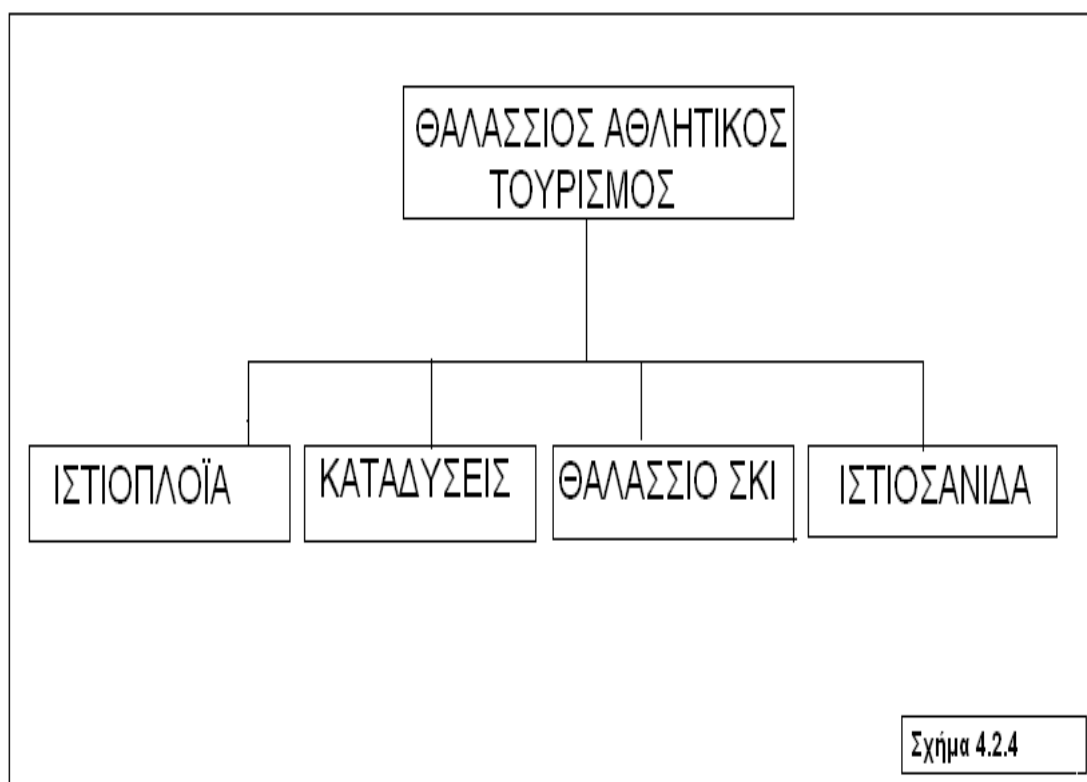 ΘΑΛΑΣΣΙΟΣ ΑΘΛΗΤΙΚΟΣ
ΤΟΥΡΙΣΜΟΣ
ΙΣΤΙΟΠΛΟΪΑ
ΚΑΤΑΔΥΣΕΙΣ
ΘΑΛΑΣΣΙΟ ΣΚΙ
ΙΣΤΙΟΣΑΝΙΔΑ
Σχήμα 4.2.4